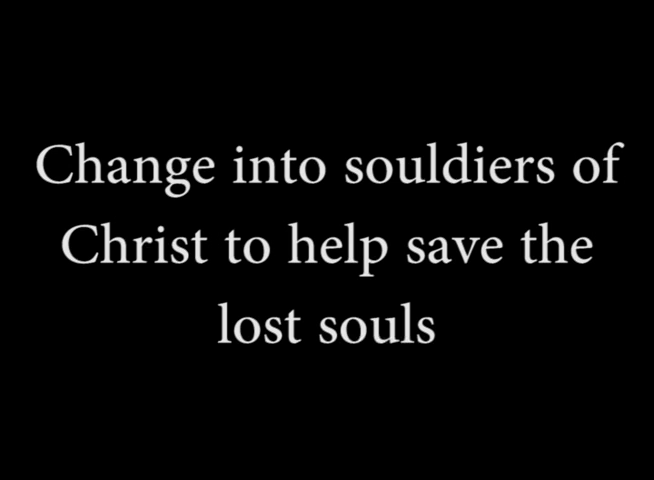 Change into souldiers of
Christ to help save the
lost souls